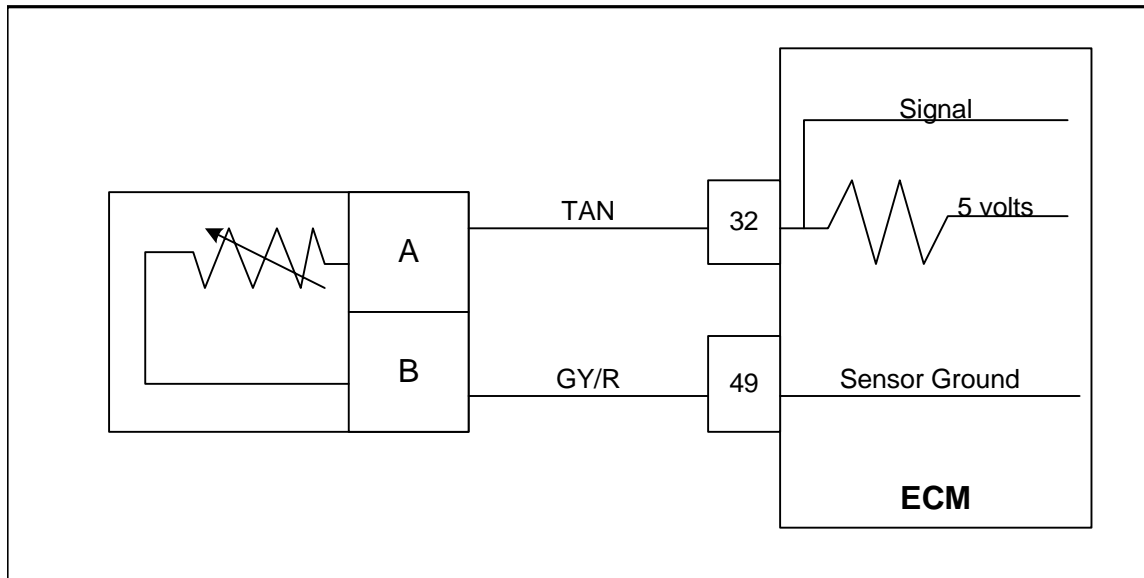 Signal
TAN
32
5 volts
A
B
GY/R
49
Sensor Ground
ECM